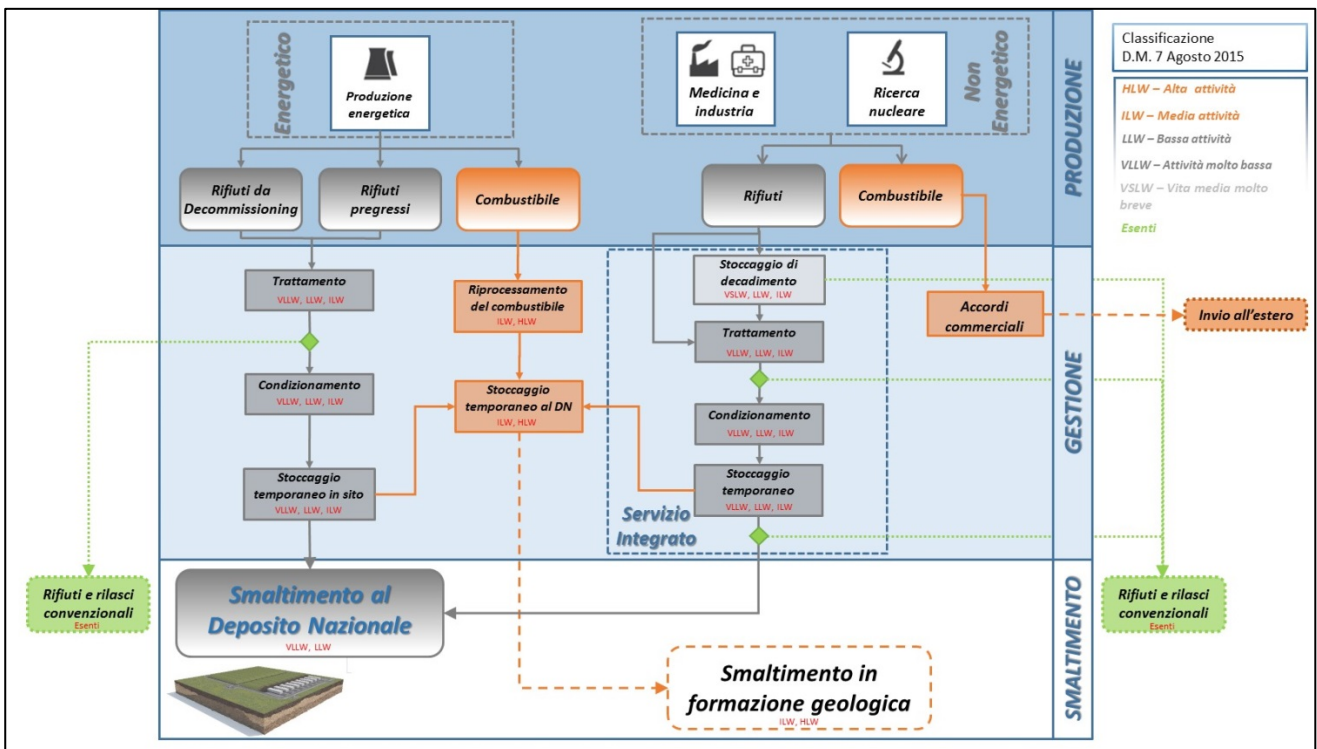 Energetico
Produzione
energetica
Medicina e
industria
Ricerca
nucleare
Non
Energetico
PRODUZIONE
Classificazione
D.M. 7 Agosto 2015
HLW – Alta attività
ILW – Media attività
LLW – Bassa attività
VLLW – Attività molto bassa
VSLW – Vita media molto
breve
Esenti
Rifiuti da
Decommissioning
Rifiuti
pregressi
Combustibile
Rifiuti
Combustibile
Trattamento
VLLW, LLW, ILW
Riprocessamento
del combustibile
ILW, HLW
Stoccaggio di
decadimento
VSLW, LLW, ILW
Accordi
commerciali
Invio all'estero
Trattamento
VLLW, LLW, ILW
GESTIONE
Condizionamento
VLLW, LLW, ILW
Stoccaggio
temporaneo al DN
ILW, HLW
Condizionamento
VLLW, LLW, ILW
Stoccaggio
temporaneo in sito
VLLW, LLW, ILW
Stoccaggio
temporaneo
VLLW, LLW, ILW
Servizio
Integrato
Rifiuti e rilasci
convenzionali
Esenti
Smaltimento al
Deposito Nazionale
VLLW, LLW
Rifiuti e rilasci
convenzionali
Esenti
SMALTIMENTO
Smaltimento in
formazione geologica
ILW, HLW